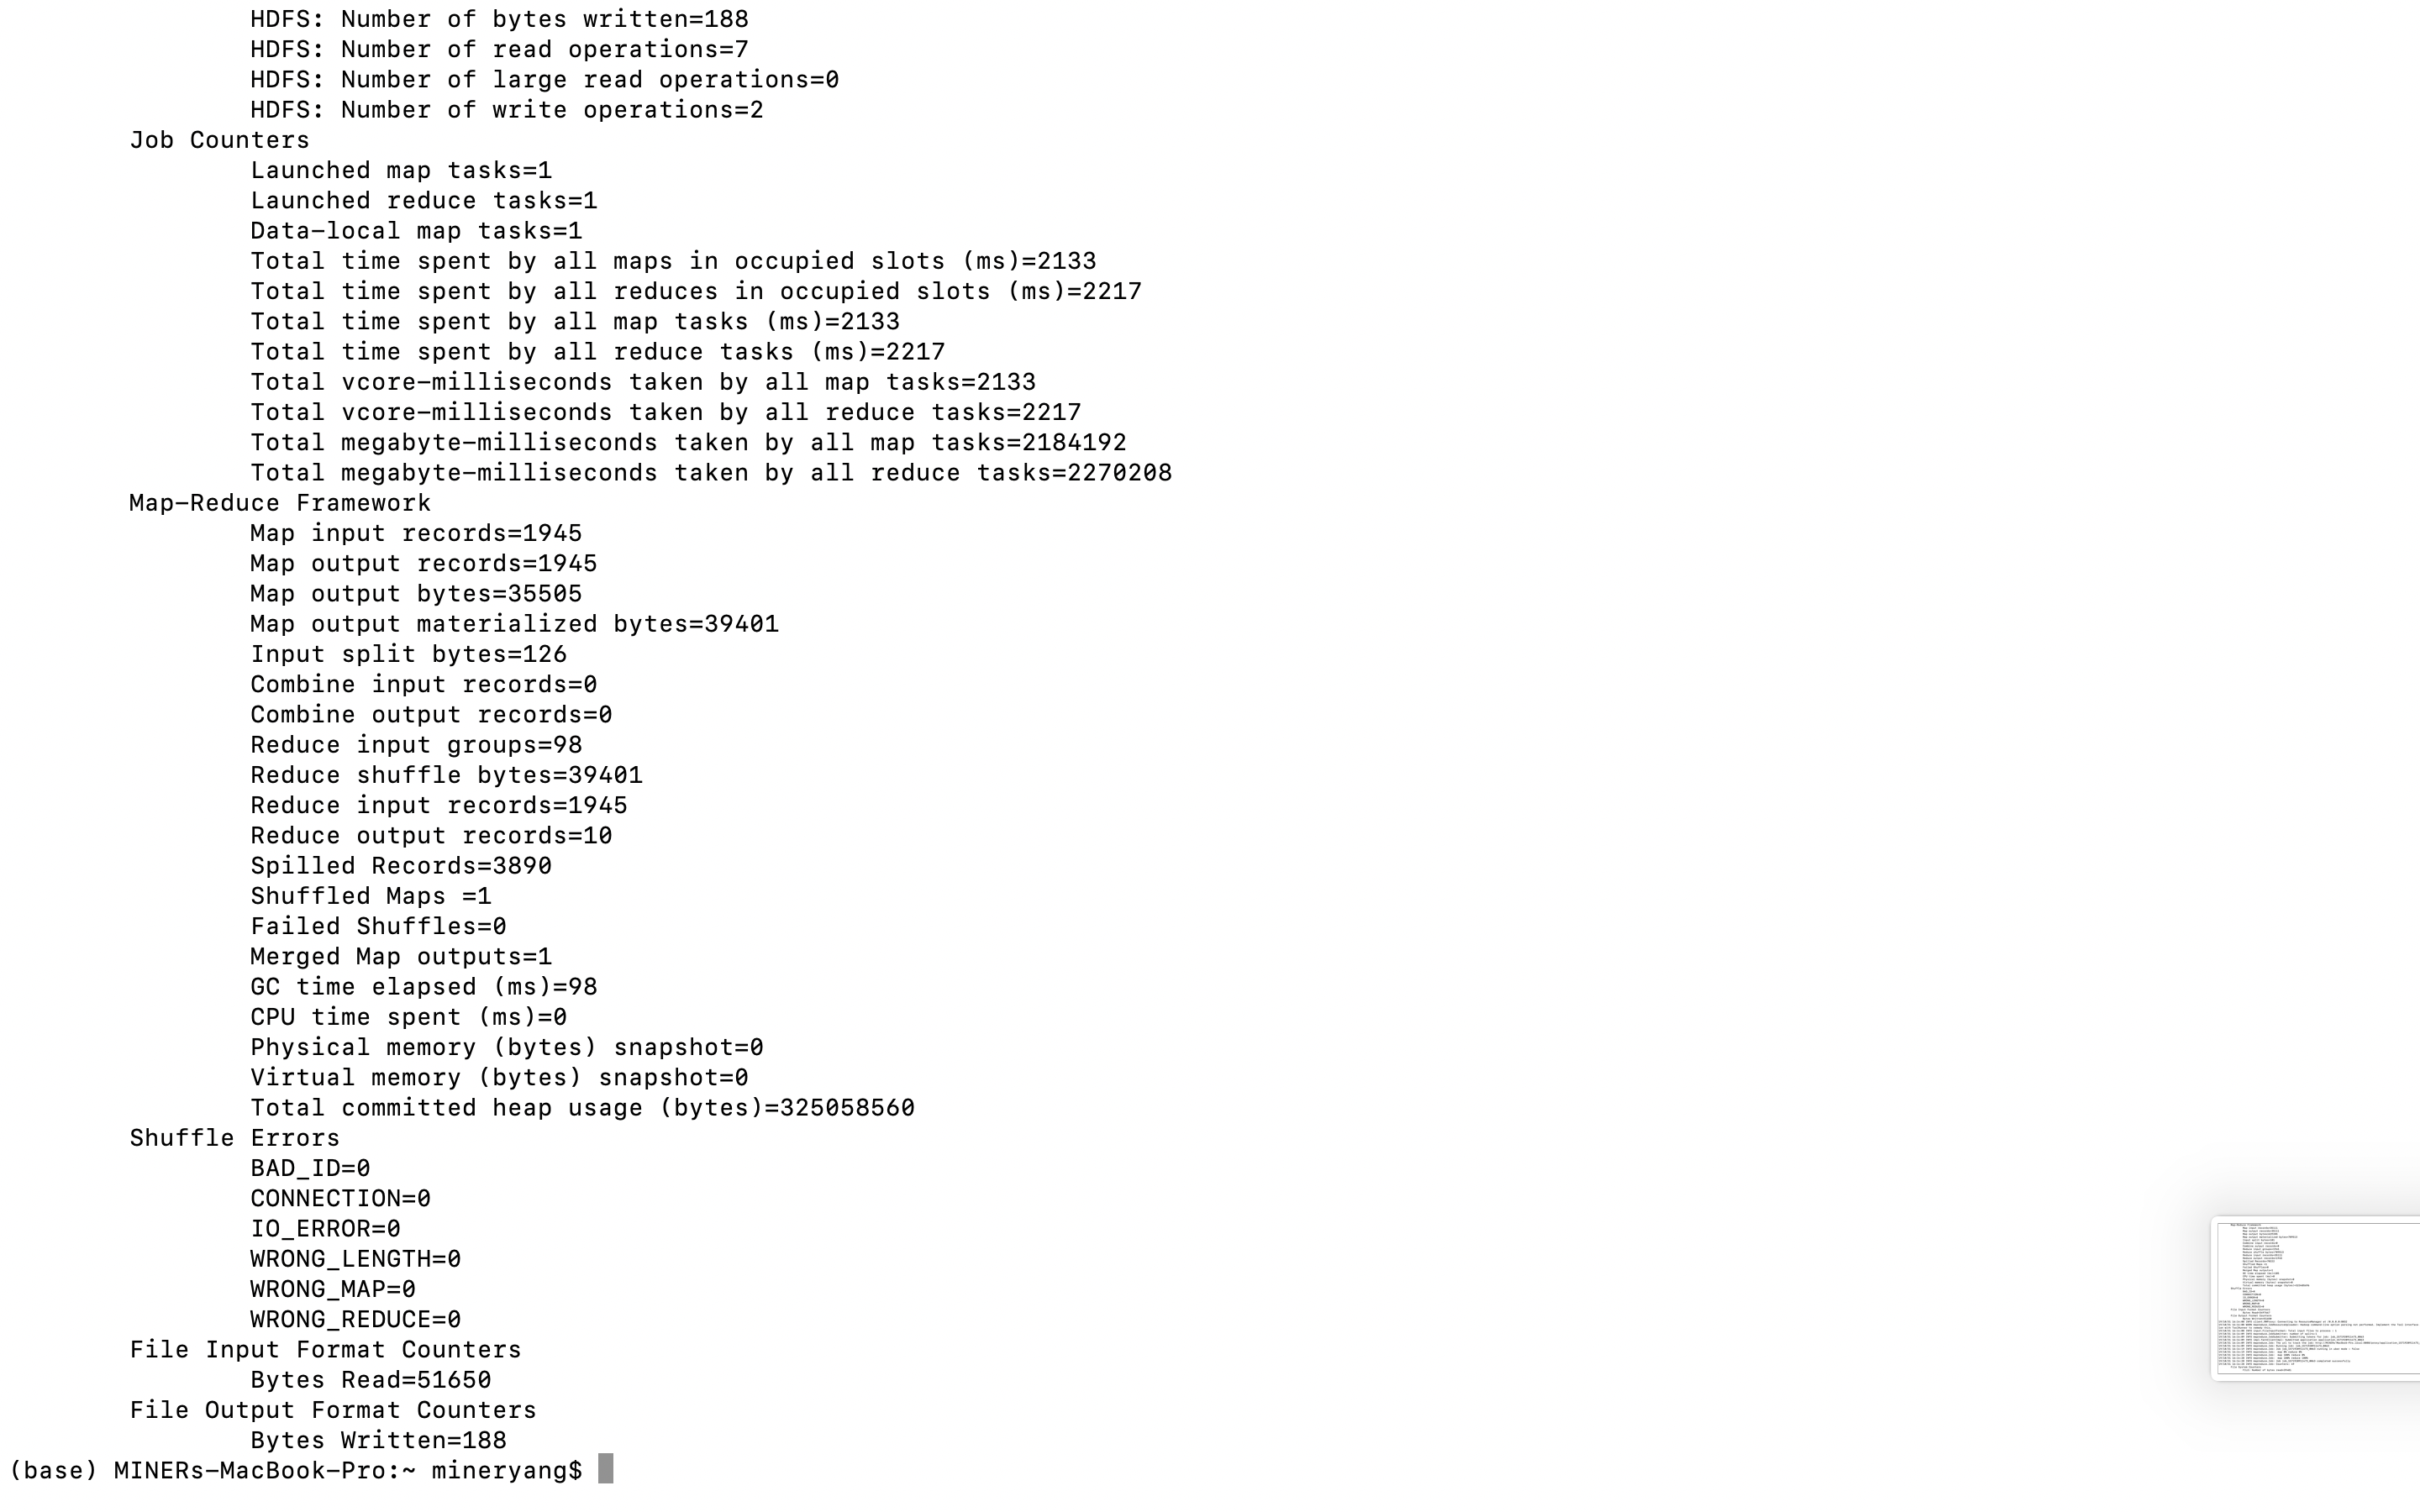 HDFS: Number of bytes written=188
HDFS: Number of read operations=7
HDFS: Number of large read operations=0
HDFS: Number of write operations=2
Job Counters
Launched map tasks=1
Launched reduce tasks=1
Data-local map tasks=1
Total time spent by all maps in occupied slots (ms)=2133
Total time spent by all reduces in occupied slots (ms)=2217
Total time spent by all map tasks (ms)=2133
Total time spent by all reduce tasks (ms)=2217
Total vcore-milliseconds taken by all map tasks=2133
Total vcore-milliseconds taken by all reduce tasks=2217
Total megabyte-milliseconds taken by all map tasks=2184192
Total megabyte-milliseconds taken by all reduce tasks=2270208
Map-Reduce Framework
Map input records=1945
Map output records=1945
Map output bytes=35505
Map output materialized bytes=39401
Input split bytes=126
Combine input records=0
Combine output records=0
Reduce input groups=98
Reduce shuffle bytes=39401
Reduce input records=1945
Reduce output records=10
Spilled Records=3890
Shuffled Maps =1
Failed Shuffles=0
Merged Map outputs=1
GC time elapsed (ms)=98
CPU time spent (ms)=0
Physical memory (bytes) snapshot=0
Virtual memory (bytes) snapshot=0
Total committed heap usage (bytes)=325058560
Shuffle Errors
BAD_ID=0
CONNECTION=0
IO_ERROR=0
WRONG_LENGTH=0
WRONG_MAP=0
WRONG_REDUCE=0
File Input Format Counters
Bytes Read=51650
File Output Format Counters
Bytes Written=188
(base) MINERs-MacBook-Pro:~ mineryang$